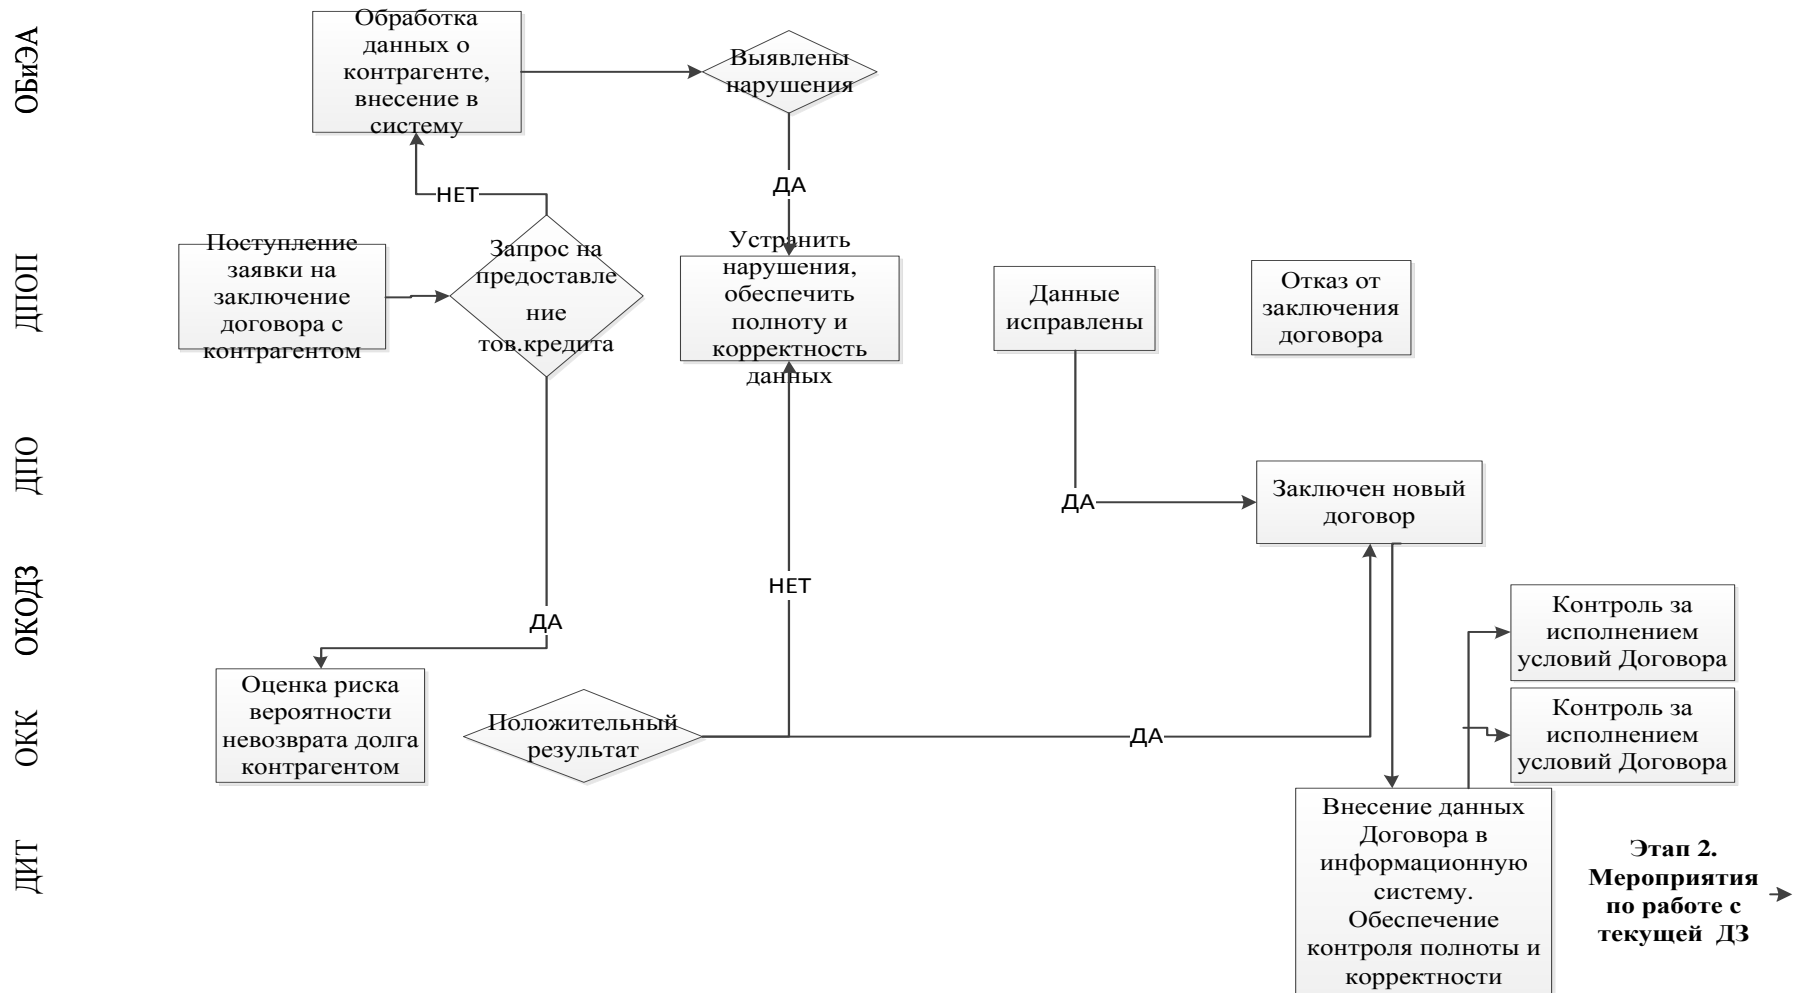 ОБиЭА
Обработка
данных о
контрагенте,
внесение в
систему
Выявлены
нарушения
НЕТ
ДА
ДПОП
Поступление
заявки на
заключение
договора с
контрагентом
Запрос на
предоставле
ние
тов.кредита
Устранить
нарушения,
обеспечить
полноту и
корректность
данных
Данные
исправлены
Отказ от
заключения
договора
ДПО
ДА
Заключен новый
договор
ОКОДЗ
НЕТ
ДА
Контроль за
исполнением
условий Договора
ОКК
Оценка риска
вероятности
невозврата долга
контрагентом
Положительный
результат
ДА
Контроль за
исполнением
условий Договора
ДИТ
Внесение данных
Договора в
информационную
систему.
Обеспечение
контроля полноты и
корректности
Этап 2.
Мероприятия
по работе с
текущей ДЗ